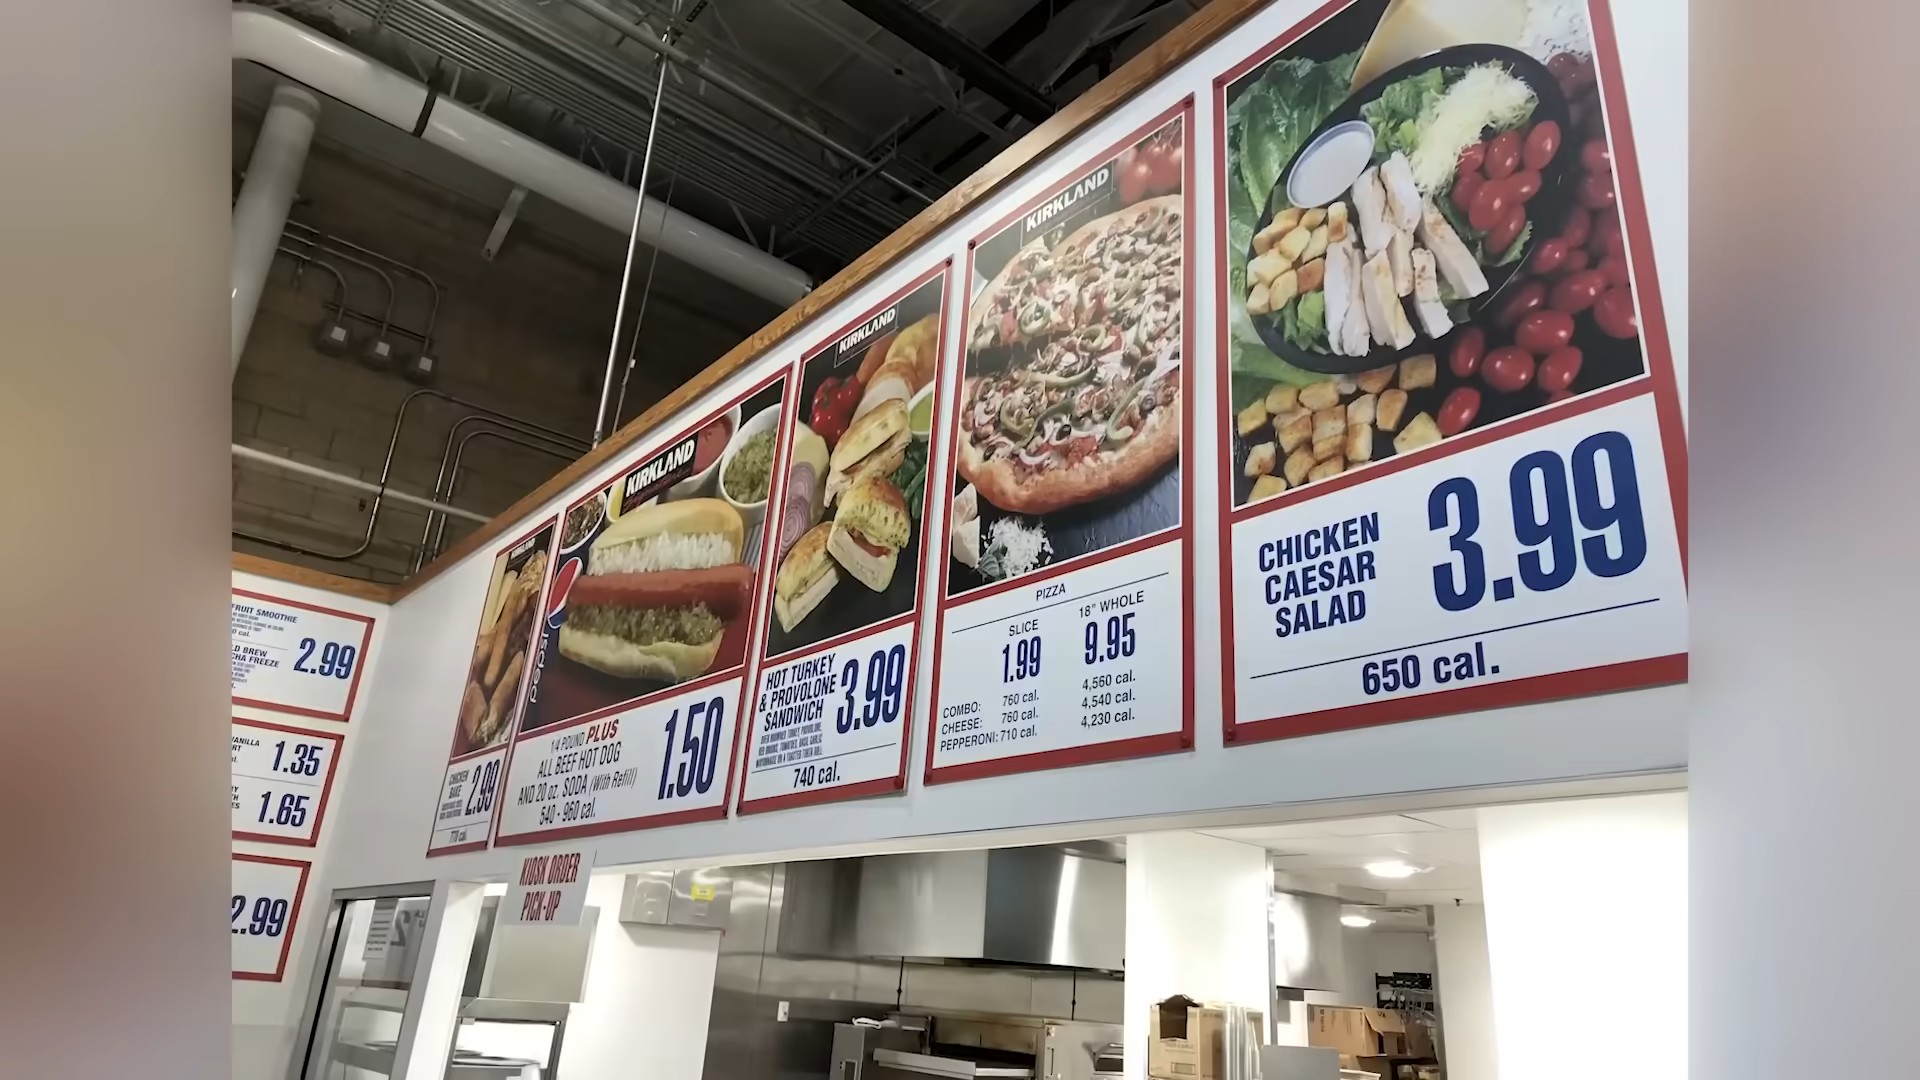 FRUIT SMOOTHIE
2.99
CHA FREEZE
1.35
1.65
2.99
KIRKLAND
CHICKEN
BAKE
2.99
770 cal.
KIRKLAND
pepsi
1/4 POUND PLUS
ALL BEEF HOT DOG
AND 20 oz. SODA (With Refill)
540 - 960 cal.
1.50
KIRKLAND
HOT TURKEY
& PROVOLONE
SANDWICH
3.99
740 cal.
KIRKLAND
PIZZA
SLICE 18" WHOLE
1.99 9.95
COMBO: 760 cal. 4,560 cal.
CHEESE: 760 cal. 4,540 cal.
PEPPERONI: 710 cal. 4,230 cal.
CHICKEN
CAESAR
SALAD
3.99
650 cal.
KIOSK ORDER
PICK-UP